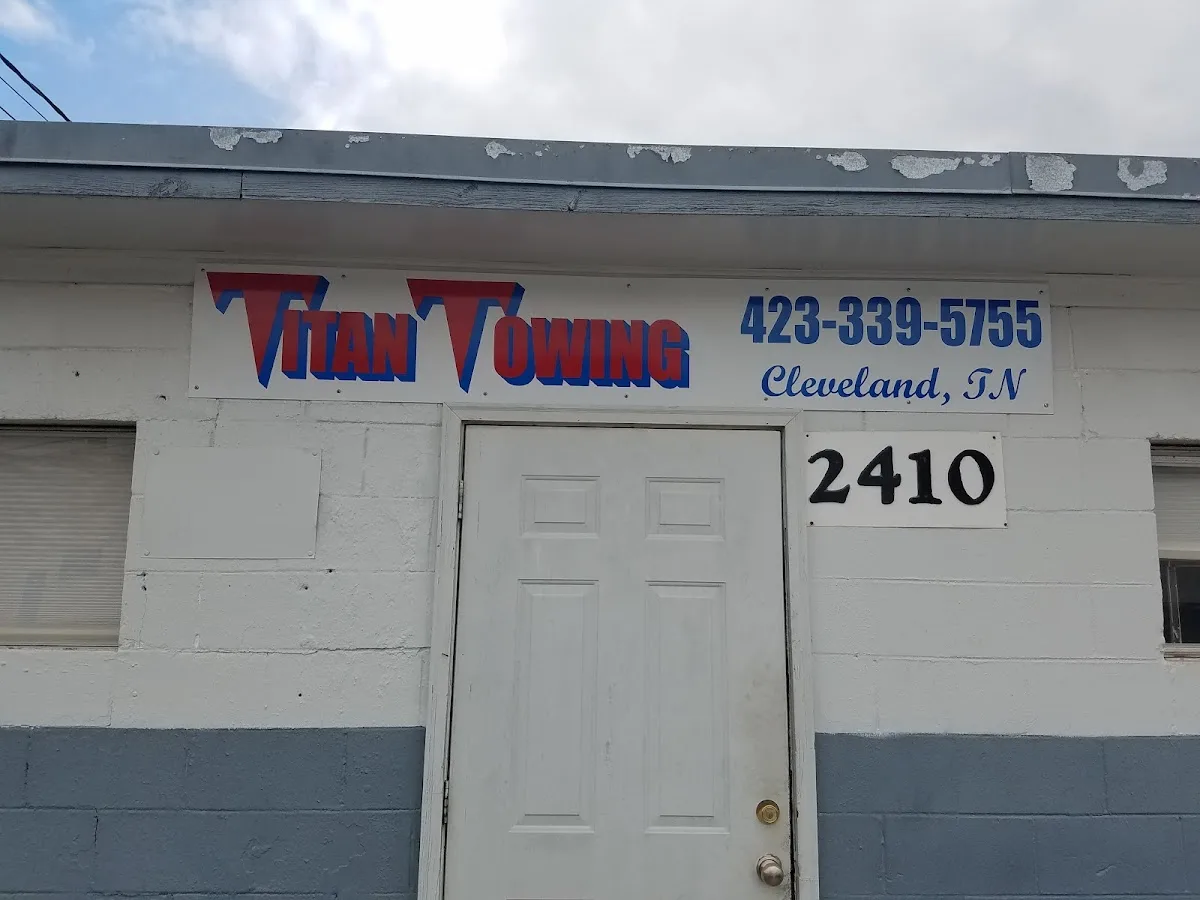 Titan Towing
423-339-5755
Cleveland, TN
2410